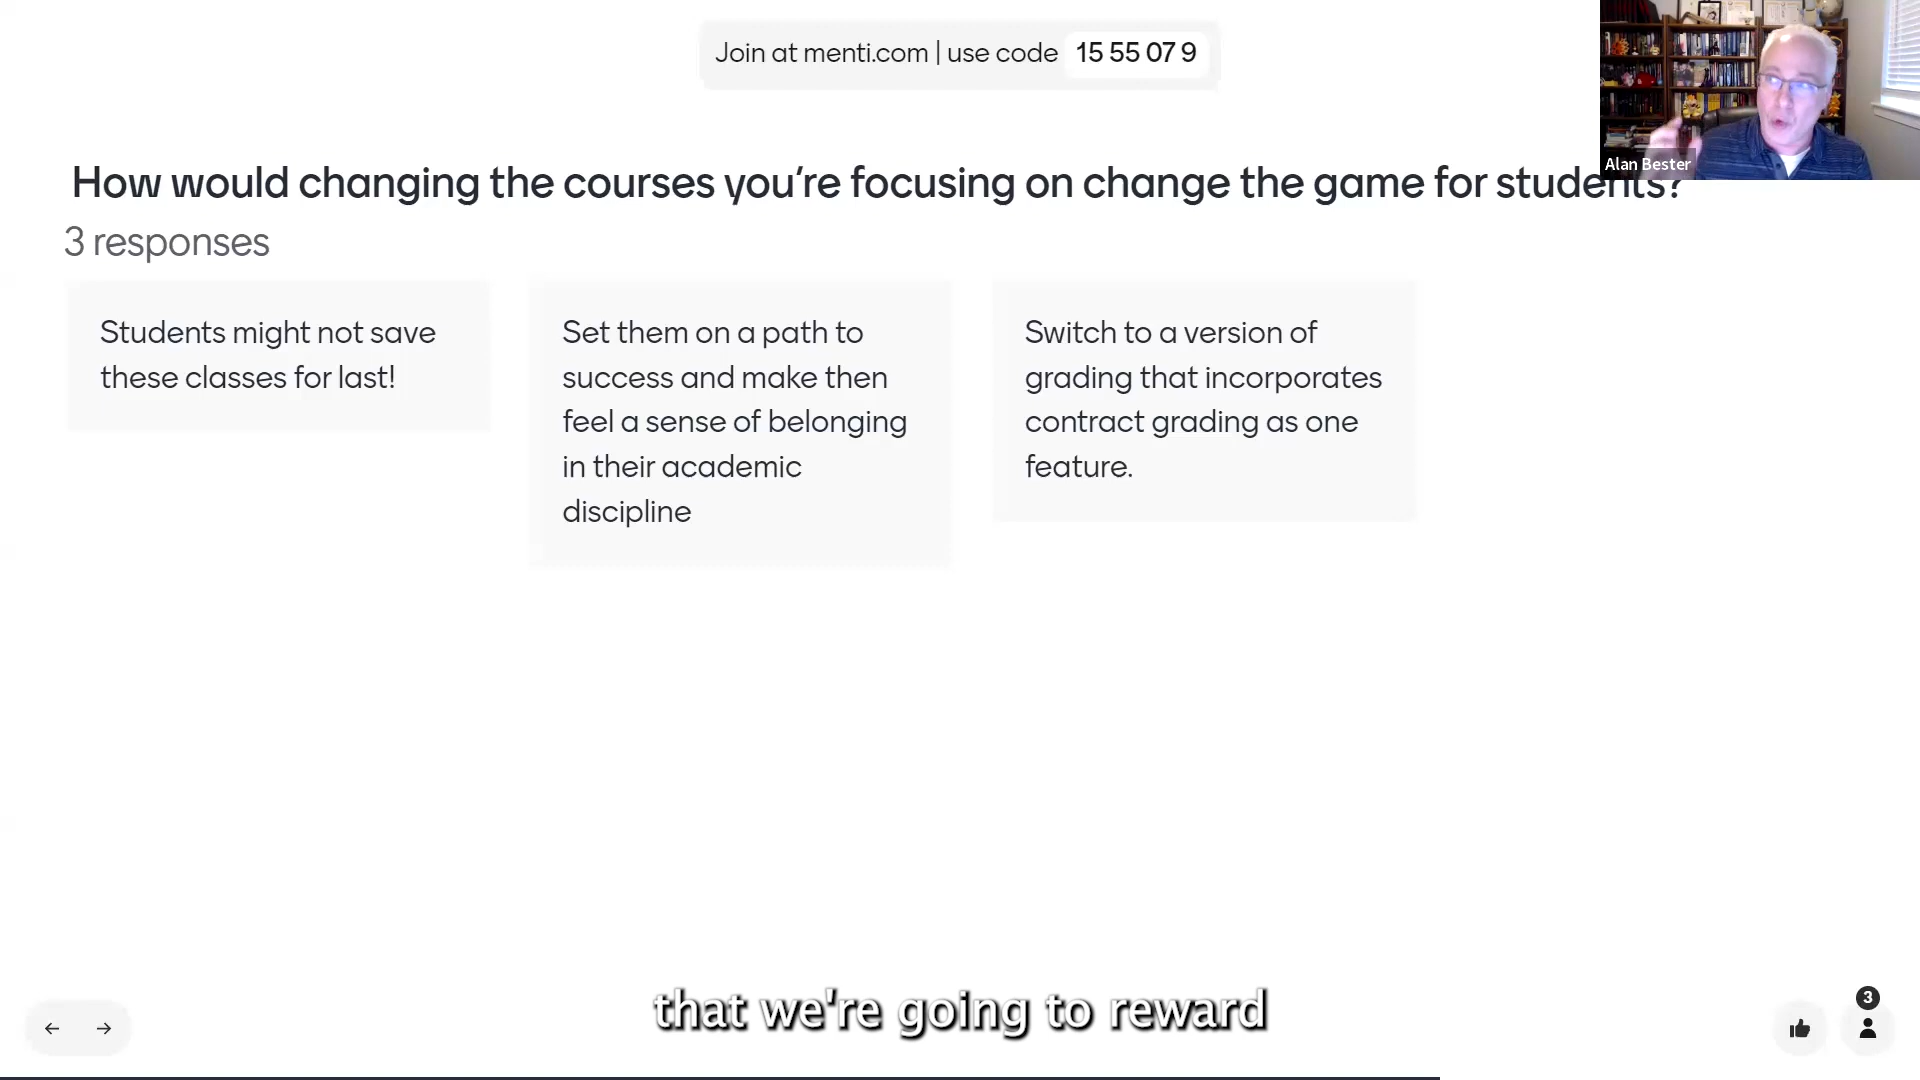 Join at menti.com | use code 15 55 07 9
Alan Bester
How would changing the courses you're focusing on change the game for students?
3 responses
Students might not save
these classes for last!
Set them on a path to
success and make then
feel a sense of belonging
in their academic
discipline
Switch to a version of
grading that incorporates
contract grading as one
feature.
that we're going to reward
3